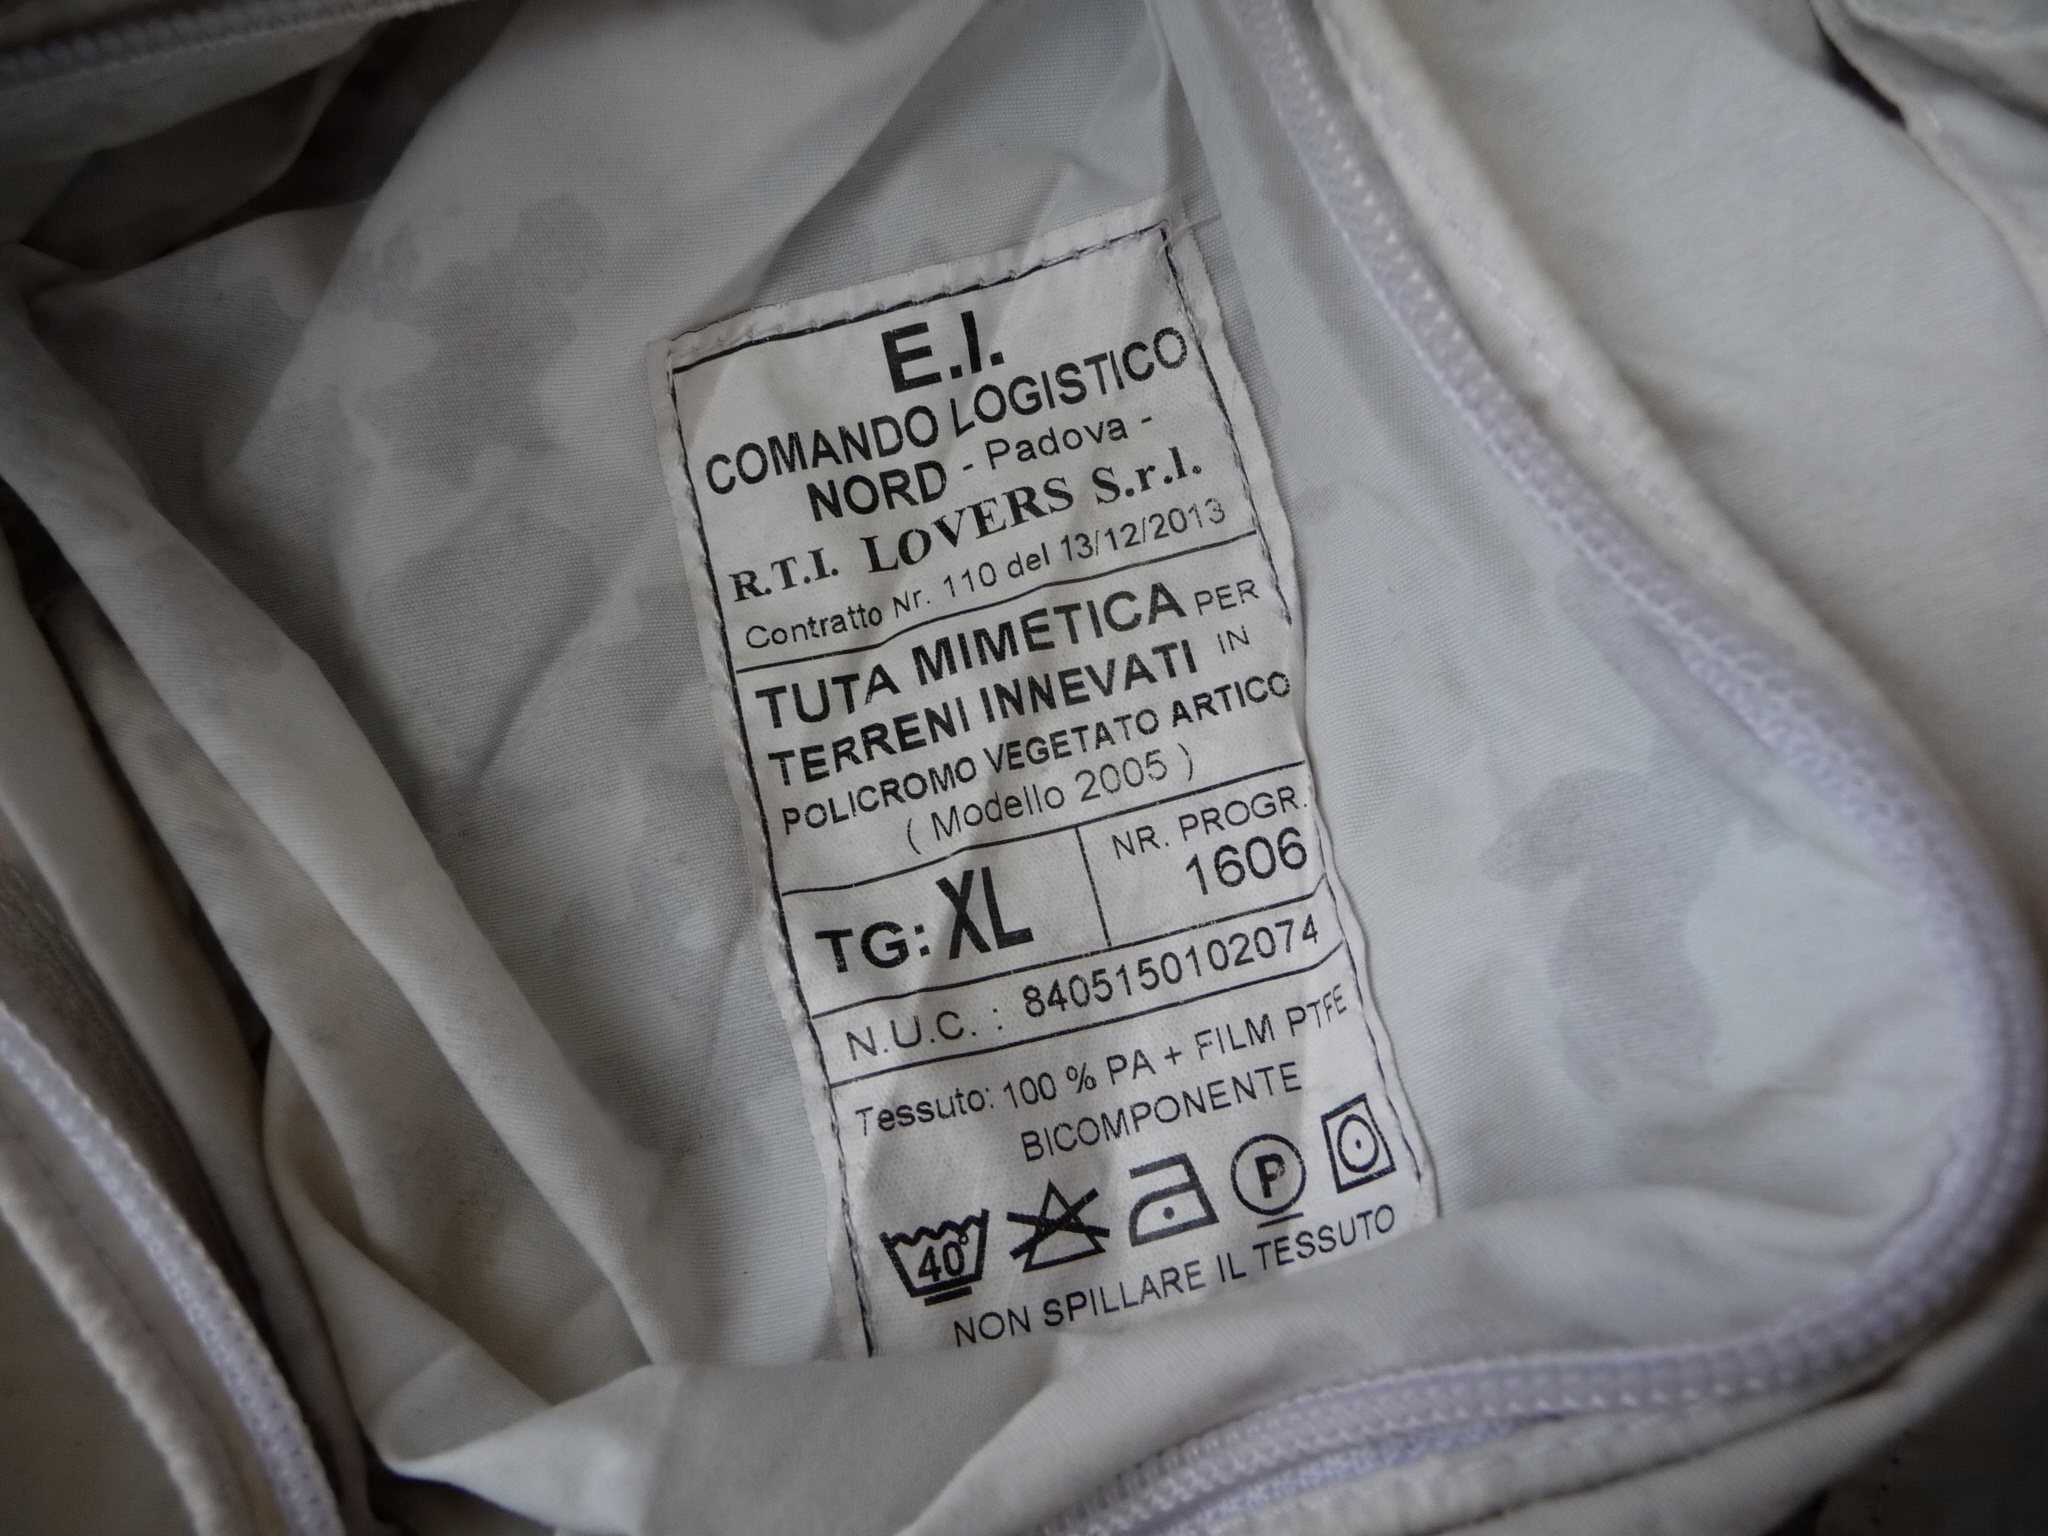 E.I.
COMANDO LOGISTICO
NORD - Padova -
R.T.I. LOVERS S.r.l.
Contratto Nr. 110 del 13/12/2013
TUTA MIMETICA PER
TERRENI INNEVATI IN
POLICROMO VEGETATO ARTICO
( Modello 2005 )
TG: XL
NR. PROGR.
1606
N.U.C. : 8405150102074
Tessuto: 100 % PA + FILM PTFE
BICOMPONENTE
40°
P
NON SPILLARE IL TESSUTO